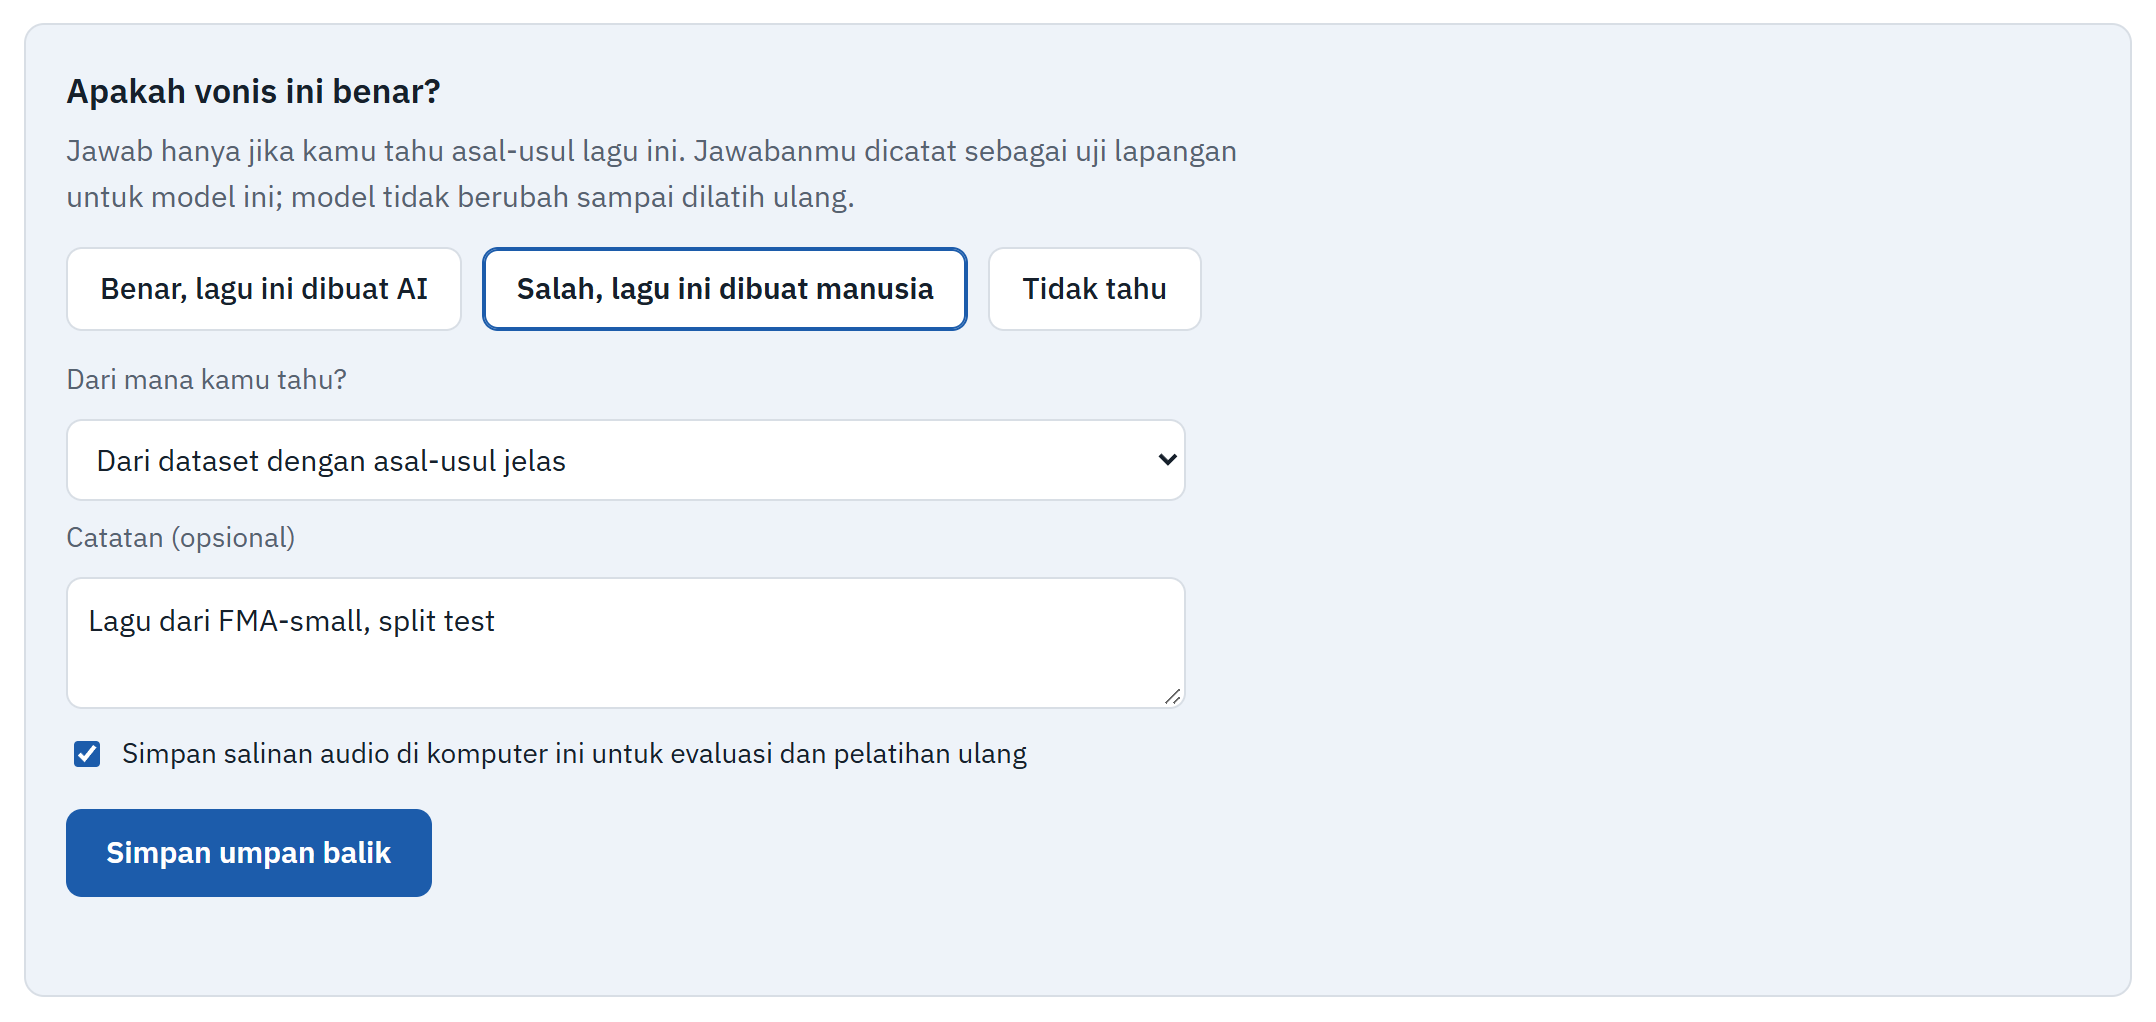 Apakah vonis ini benar?
Jawab hanya jika kamu tahu asal-usul lagu ini. Jawabanmu dicatat sebagai uji lapangan
untuk model ini; model tidak berubah sampai dilatih ulang.
Benar, lagu ini dibuat AI
Salah, lagu ini dibuat manusia
Tidak tahu
Dari mana kamu tahu?
Dari dataset dengan asal-usul jelas
Catatan (opsional)
Lagu dari FMA-small, split test
Simpan salinan audio di komputer ini untuk evaluasi dan pelatihan ulang
Simpan umpan balik